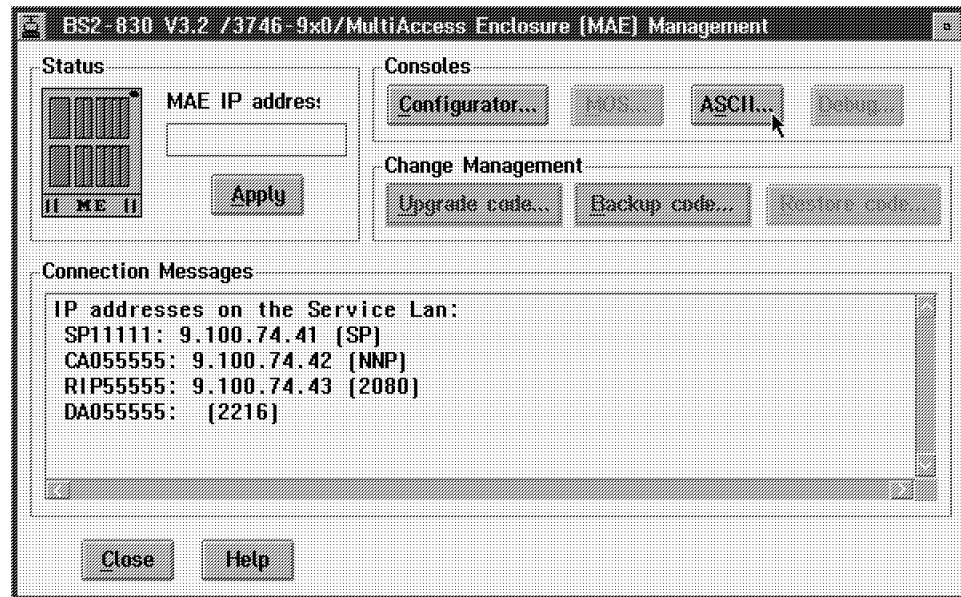 BS2-830 V3.2 /3746-9x0/MultiAccess Enclosure (MAE) Management
Status
MAE IP addres
Apply
ME
Consoles
Configurator...
MOS...
ASCII...
Debug...
Change Management
Upgrade code...
Backup code...
Restore code...
Connection Messages
IP addresses on the Service Lan:
SP11111: 9.100.74.41 (SP)
CA055555: 9.100.74.42 (NNP)
RIP55555: 9.100.74.43 (2080)
DA055555: (2216)
Close
Help